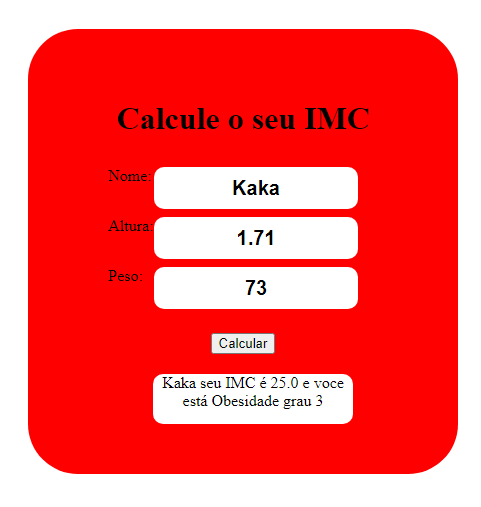 Calcule o seu IMC
Nome: Kaka
Altura: 1.71
Peso: 73
Calcular
Kaka seu IMC é 25.0 e voce
está Obesidade grau 3